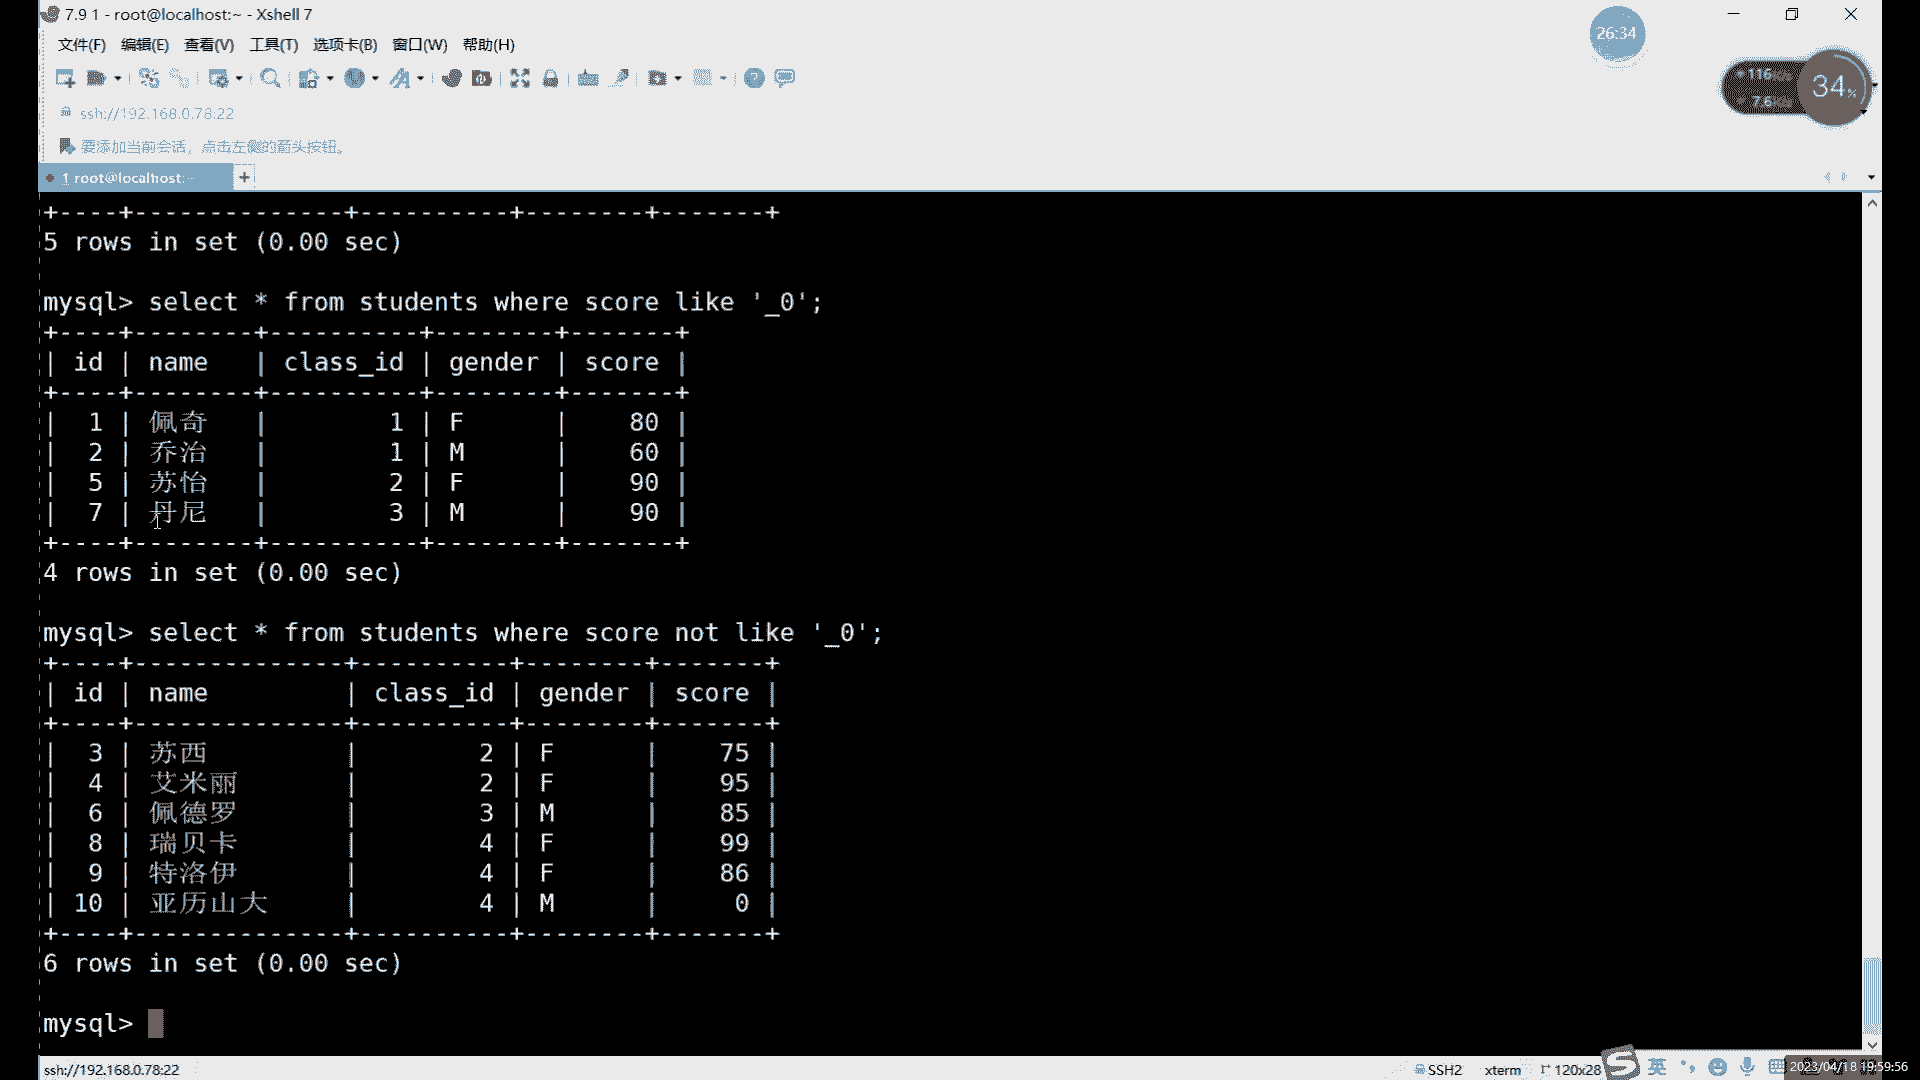 7.9 1 - root@localhost:~ - Xshell 7
26:34
文件(F) 编辑(E) 查看(V) 工具(T) 选项卡(B) 窗口(W) 帮助(H)
116
34%
7.6
ssh://192.168.0.78:22
要添加当前会话，点击左侧的箭头按钮。
1 root@localhost:~
+----+--------------+----------+--------+-------+
5 rows in set (0.00 sec)
mysql> select * from students where score like '_0';
+----+--------+----------+--------+-------+
| id | name   | class_id | gender | score |
+----+--------+----------+--------+-------+
|  1 | 佩奇   |        1 | F      |    80 |
|  2 | 乔治   |        1 | M      |    60 |
|  5 | 苏怡   |        2 | F      |    90 |
|  7 | 丹尼   |        3 | M      |    90 |
+----+--------+----------+--------+-------+
4 rows in set (0.00 sec)
mysql> select * from students where score not like '_0';
+----+--------------+----------+--------+-------+
| id | name         | class_id | gender | score |
+----+--------------+----------+--------+-------+
|  3 | 苏西         |        2 | F      |    75 |
|  4 | 艾米丽       |        2 | F      |    95 |
|  6 | 佩德罗       |        3 | M      |    85 |
|  8 | 瑞贝卡       |        4 | F      |    99 |
|  9 | 特洛伊       |        4 | F      |    86 |
| 10 | 亚历山大     |        4 | M      |     0 |
+----+--------------+----------+--------+-------+
6 rows in set (0.00 sec)
mysql>
ssh://192.168.0.78:22 SSH2 xterm 120x28 英 2023/04/18 19:59:56